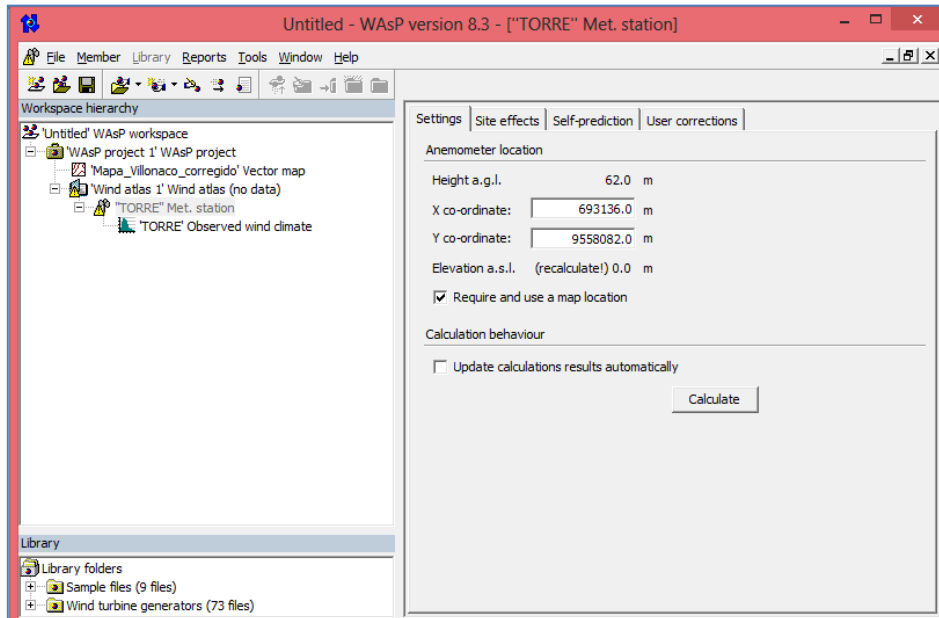 Untitled - WAsP version 8.3 - ["TORRE" Met. station]
File Member Library Reports Tools Window Help
Workspace hierarchy
'Untitled' WAsP workspace
'WAsP project 1' WAsP project
'Mapa_Villonaco_corregido' Vector map
'Wind atlas 1' Wind atlas (no data)
"TORRE" Met. station
'TORRE' Observed wind climate
Library
Library folders
Sample files (9 files)
Wind turbine generators (73 files)
Settings Site effects Self-prediction User corrections
Anemometer location
Height a.g.l. 62.0 m
X co-ordinate: 693136.0 m
Y co-ordinate: 9558082.0 m
Elevation a.s.l. (recalculate!) 0.0 m
Require and use a map location
Calculation behaviour
Update calculations results automatically
Calculate